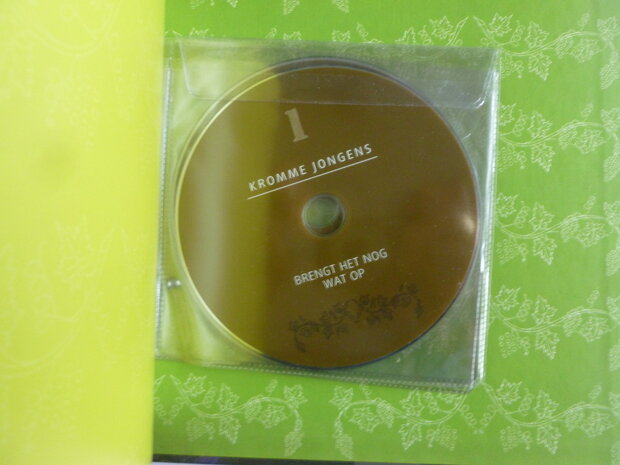 1
KROMME JONGENS
BRENGT HET NOG
WAT OP